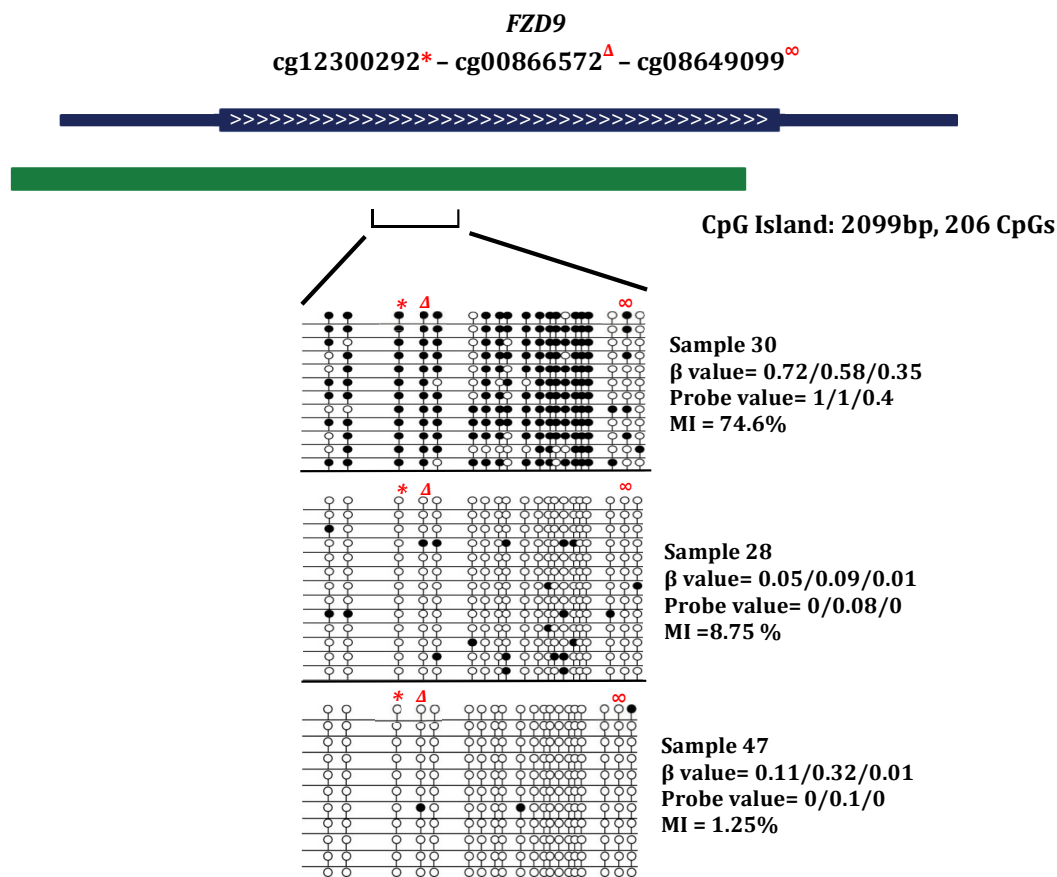 FZD9
cg12300292* – cg00866572Δ – cg08649099∞
>>>>>>>>>>>>>>>>>>>>>>>>>>>>>>>>>>>>>>>>>
CpG Island: 2099bp, 206 CpGs
* Δ ∞
Sample 30
β value= 0.72/0.58/0.35
Probe value= 1/1/0.4
MI = 74.6%
* Δ ∞
Sample 28
β value= 0.05/0.09/0.01
Probe value= 0/0.08/0
MI =8.75 %
* Δ ∞
Sample 47
β value= 0.11/0.32/0.01
Probe value= 0/0.1/0
MI = 1.25%